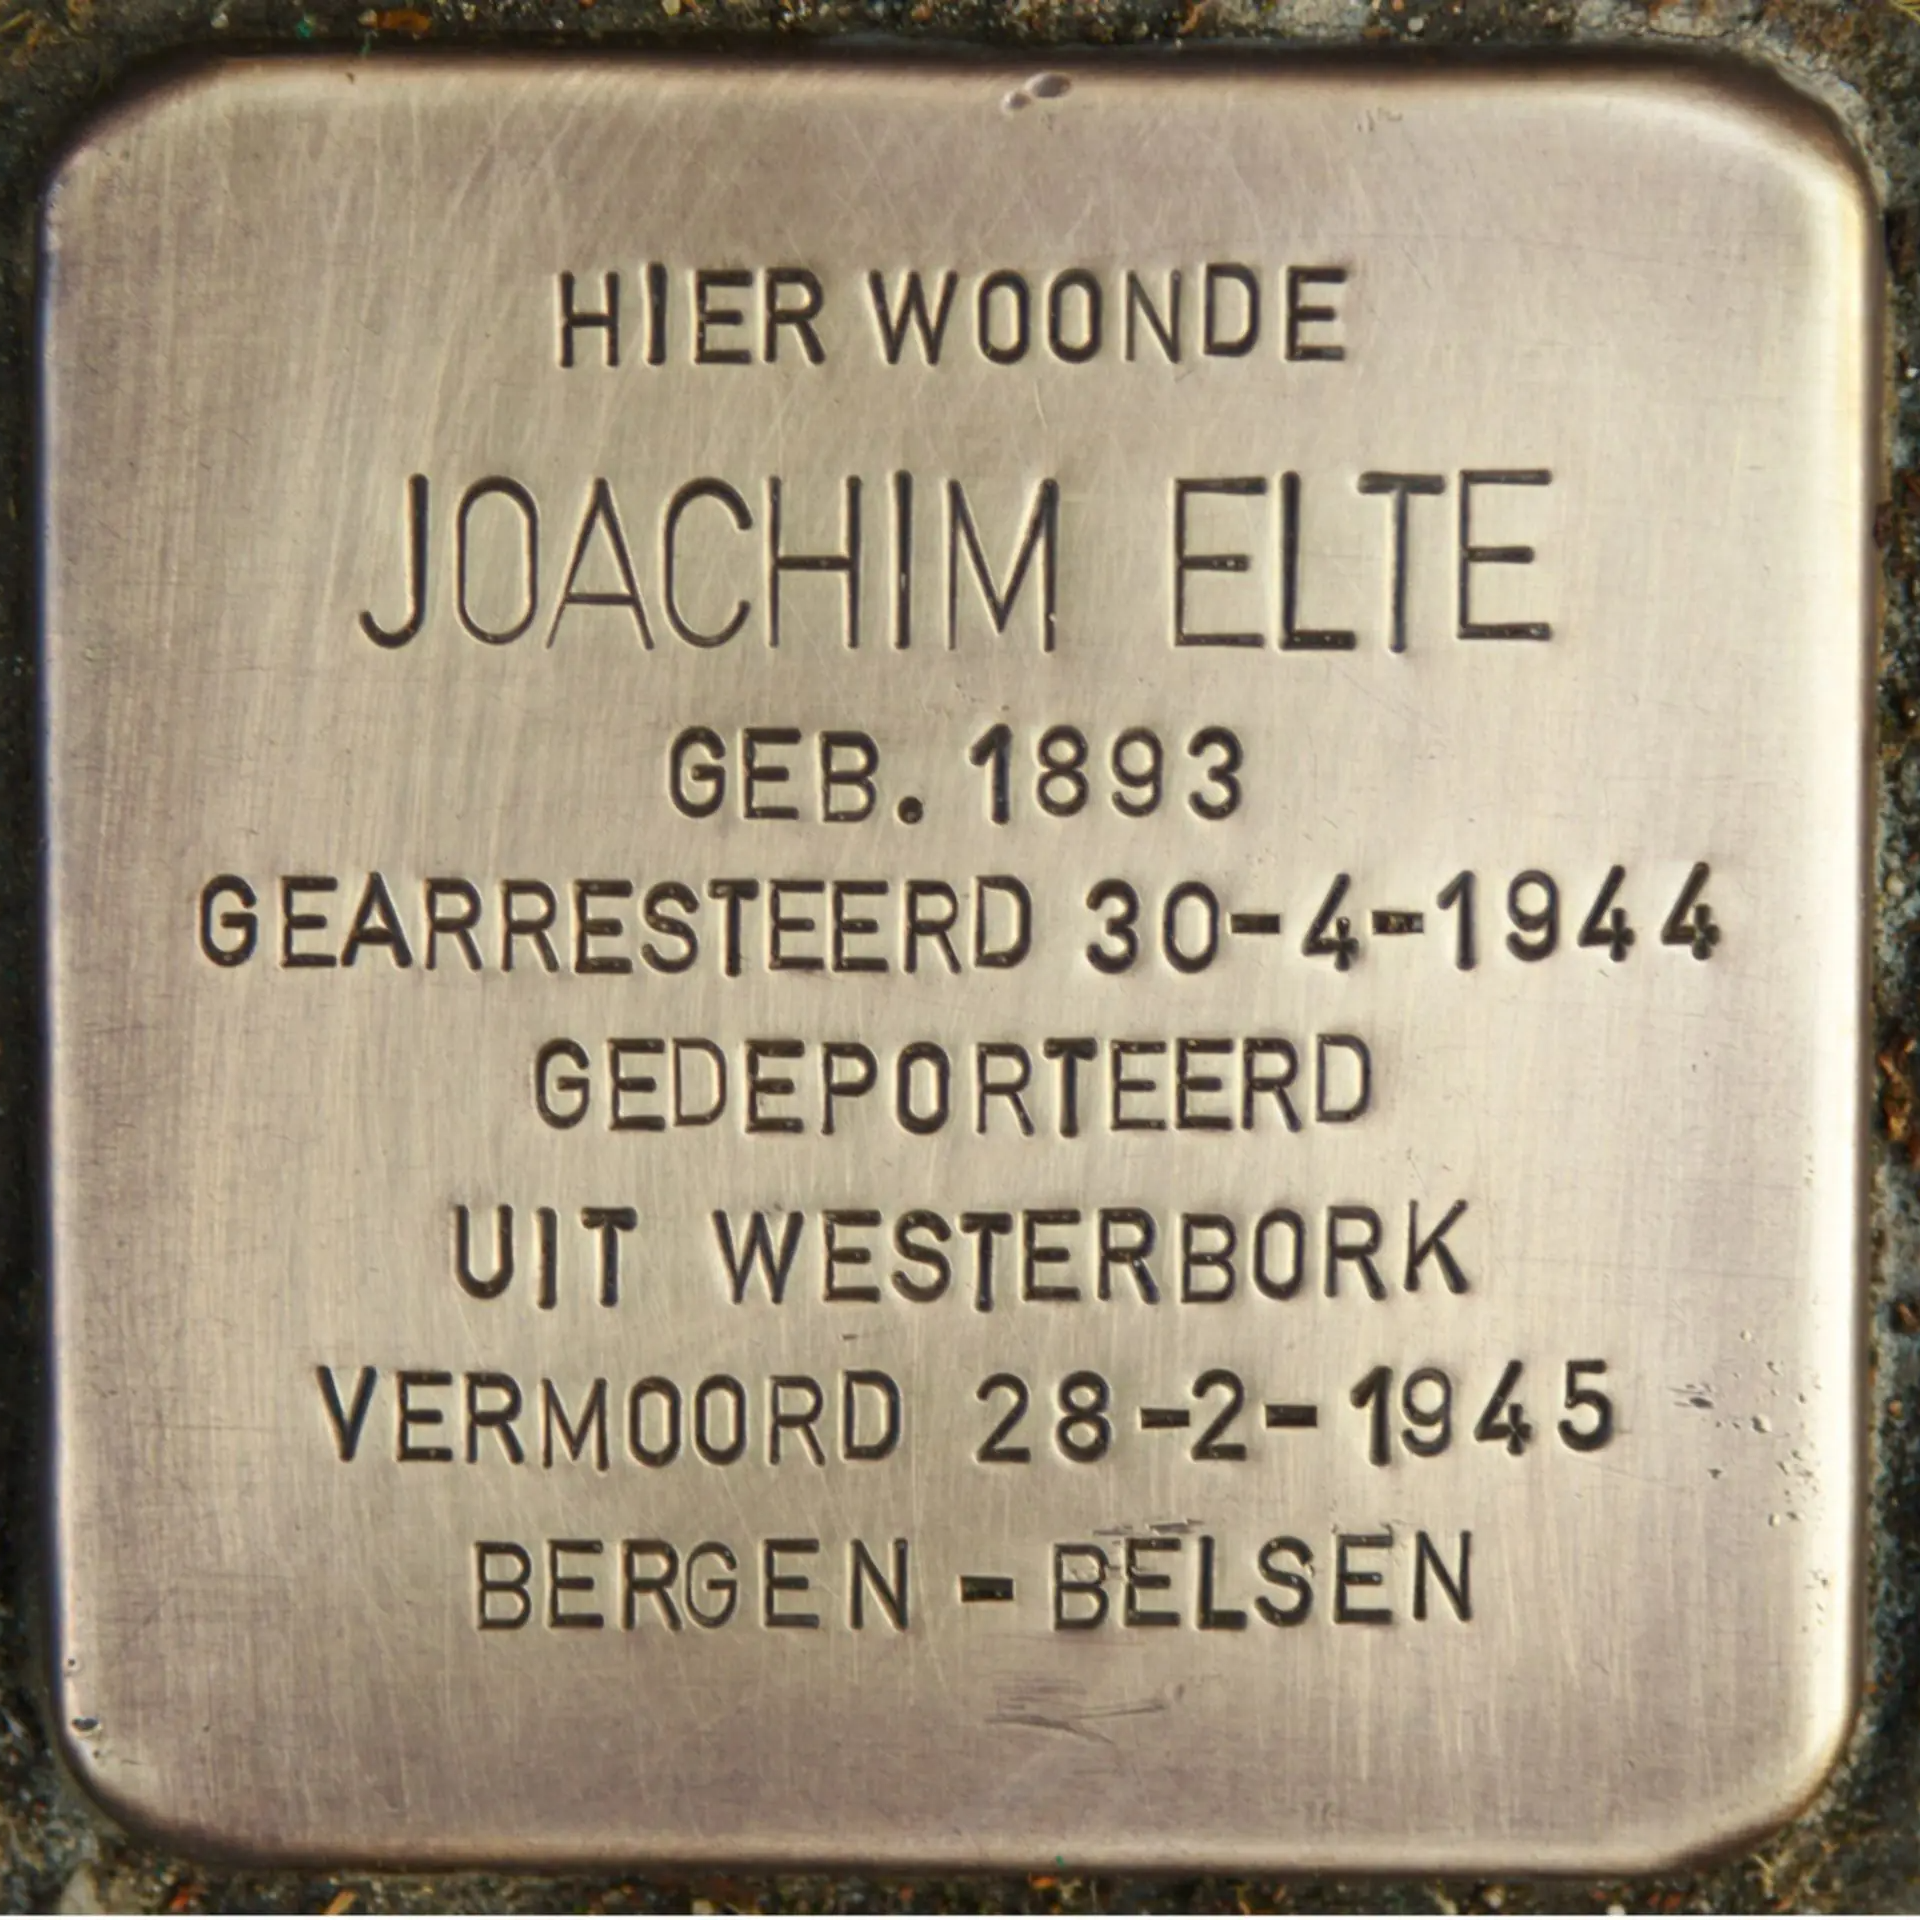 HIER WOONDE
JOACHIM ELTE
GEB. 1893
GEARRESTEERD 30-4-1944
GEDEPORTEERD
UIT WESTERBORK
VERMOORD 28-2-1945
BERGEN - BELSEN